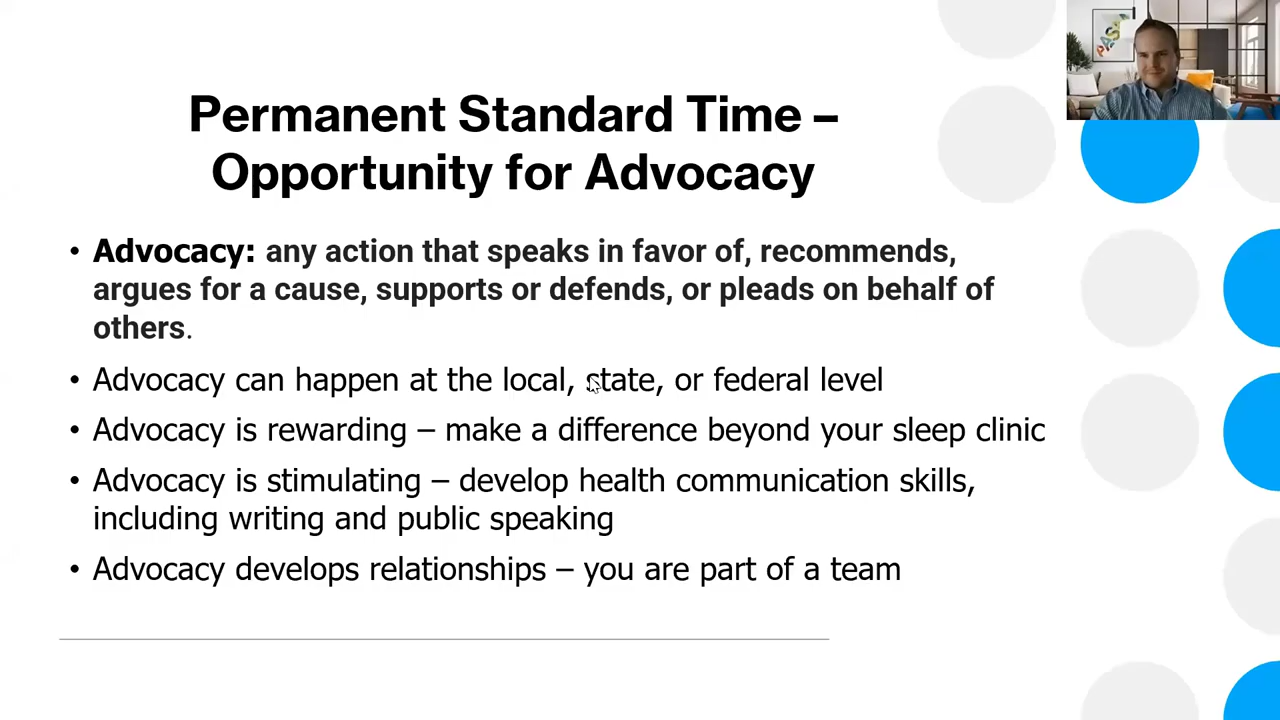 Permanent Standard Time –
Opportunity for Advocacy
• Advocacy: any action that speaks in favor of, recommends,
argues for a cause, supports or defends, or pleads on behalf of
others.
• Advocacy can happen at the local, state, or federal level
• Advocacy is rewarding – make a difference beyond your sleep clinic
• Advocacy is stimulating – develop health communication skills,
including writing and public speaking
• Advocacy develops relationships – you are part of a team